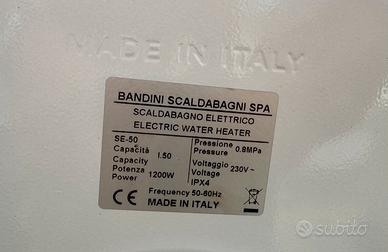 MADE IN ITALY
BANDINI SCALDABAGNI SPA
SCALDABAGNO ELETTRICO
ELECTRIC WATER HEATER
SE-50
Capacità l.50
Capacity
Potenza 1200W
Power
Pressione 0.8MPa
Pressure
Voltaggio 230V~
Voltage
IPX4
Frequency 50-60Hz
CE MADE IN ITALY
subito